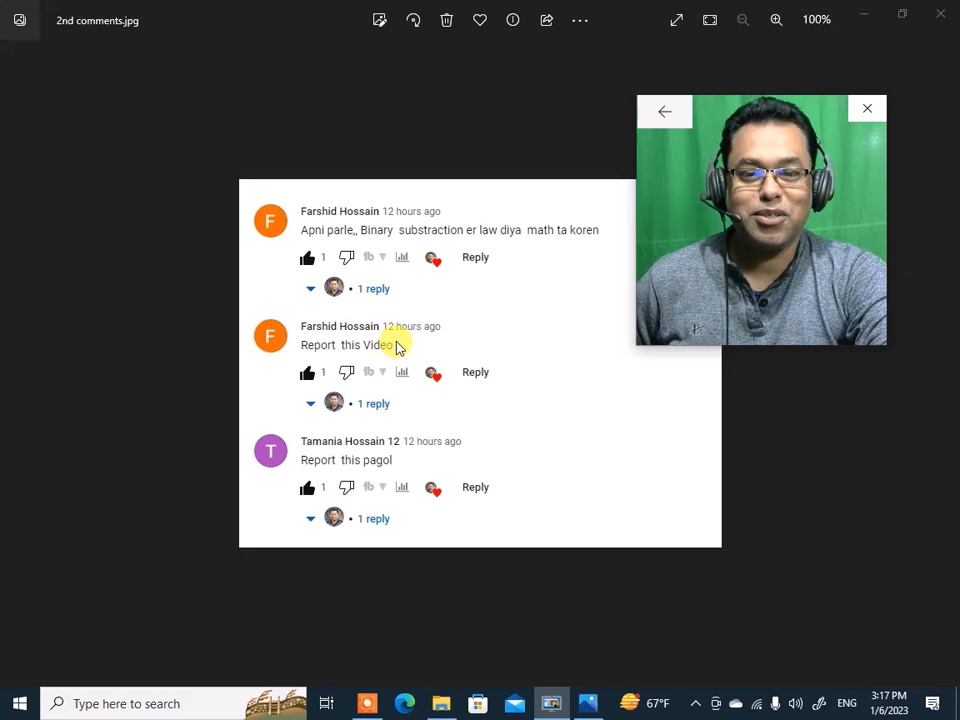 2nd comments.jpg
100%
F
Farshid Hossain 12 hours ago
Apni parle,, Binary substraction er law diya math ta koren
1
Reply
• 1 reply
F
Farshid Hossain 12 hours ago
Report this Video
1
Reply
• 1 reply
T
Tamania Hossain 12 12 hours ago
Report this pagol
1
Reply
• 1 reply
Type here to search
67°F
ENG
3:17 PM
1/6/2023